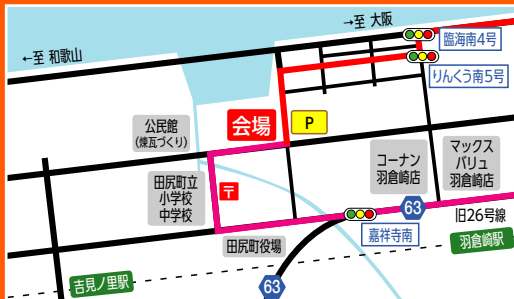 →至 大阪
←至 和歌山
臨海南4号
りんくう南5号
公民館
(煉瓦づくり)
会場
P
コーナン
羽倉崎店
マックス
バリュ
羽倉崎店
田尻町立
小学校
中学校
〒
63
旧26号線
嘉祥寺南
田尻町役場
羽倉崎駅
吉見ノ里駅
63